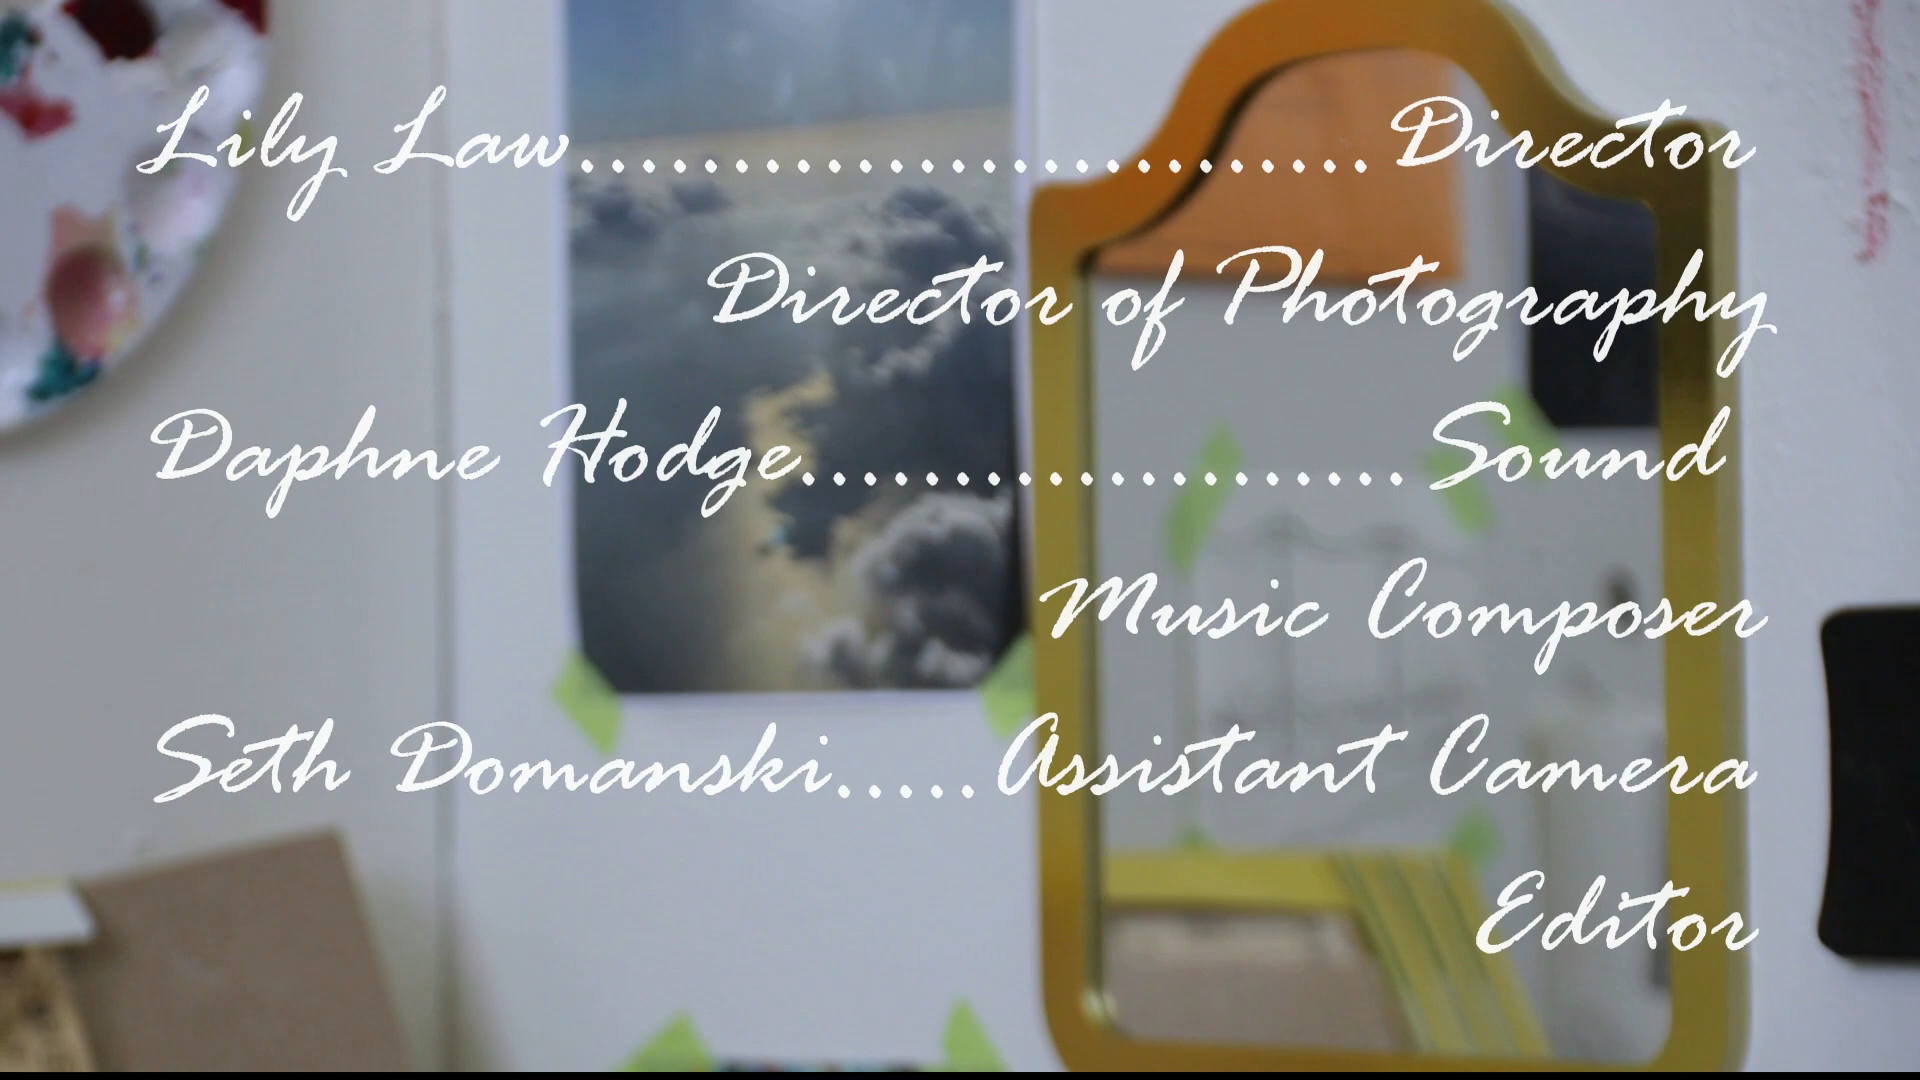 Lily Law..........................Director
Director of Photography
Daphne Hodge....................Sound
Music Composer
Seth Domanski.....Assistant Camera
Editor